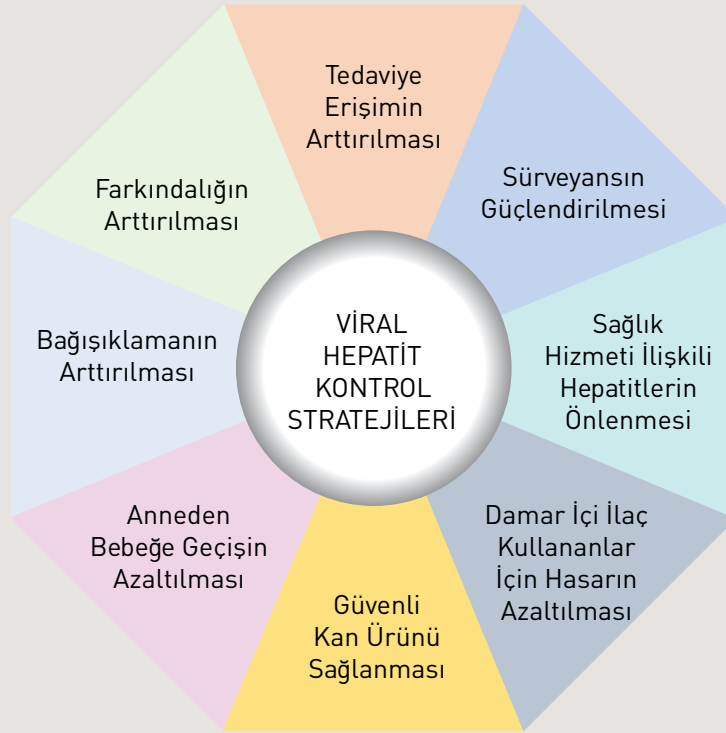 Tedaviye
Erişimin
Arttırılması
Sürveyansın
Güçlendirilmesi
Sağlık
Hizmeti İlişkili
Hepatitlerin
Önlenmesi
Damar İçi İlaç
Kullananlar
İçin Hasarın
Azaltılması
Güvenli
Kan Ürünü
Sağlanması
Anneden
Bebeğe Geçişin
Azaltılması
Bağışıklamanın
Arttırılması
Farkındalığın
Arttırılması
VİRAL
HEPATİT
KONTROL
STRATEJİLERİ